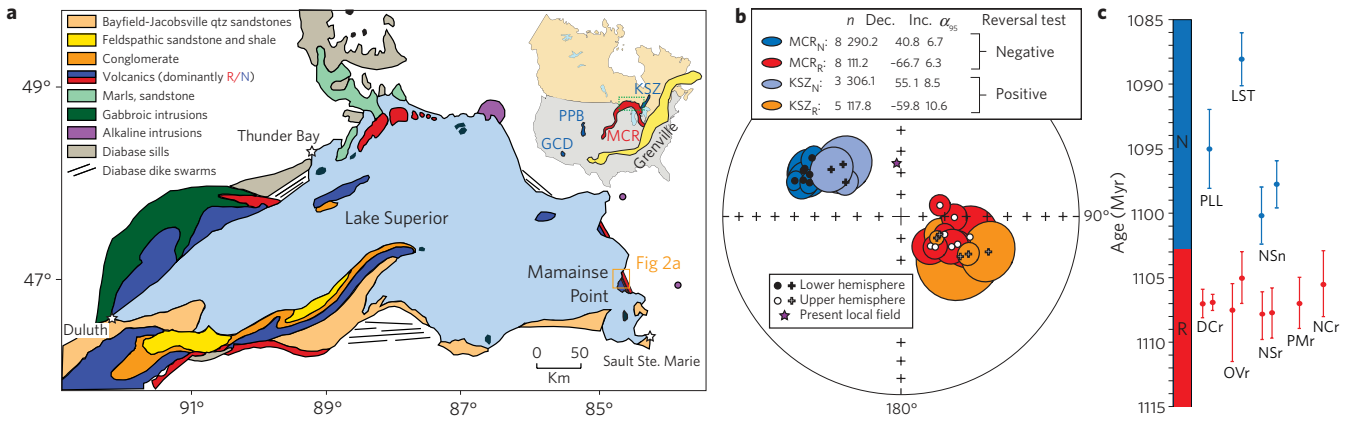 a
Bayfield-Jacobsville qtz sandstones
Feldspathic sandstone and shale
Conglomerate
Volcanics (dominantly R/N)
Marls, sandstone
Gabbroic intrusions
Alkaline intrusions
Diabase sills
Diabase dike swarms
49°
47°
91°
89°
87°
85°
Thunder Bay
Lake Superior
Duluth
Mamainse
Point
Fig 2a
Sault Ste. Marie
0 50
Km
KSZ
PPB
MCR
GCD
Grenville
b
n Dec. Inc. α95 Reversal test
MCRN: 8 290.2 40.8 6.7 Negative
MCRR: 8 111.2 -66.7 6.3
KSZN: 3 306.1 55.1 8.5 Positive
KSZR: 5 117.8 -59.8 10.6
90°
Lower hemisphere
Upper hemisphere
Present local field
180°
c
Age (Myr)
1085
1090
1095
1100
1105
1110
1115
N
R
LST
PLL
NSn
DCr
OVr
NSr
PMr
NCr